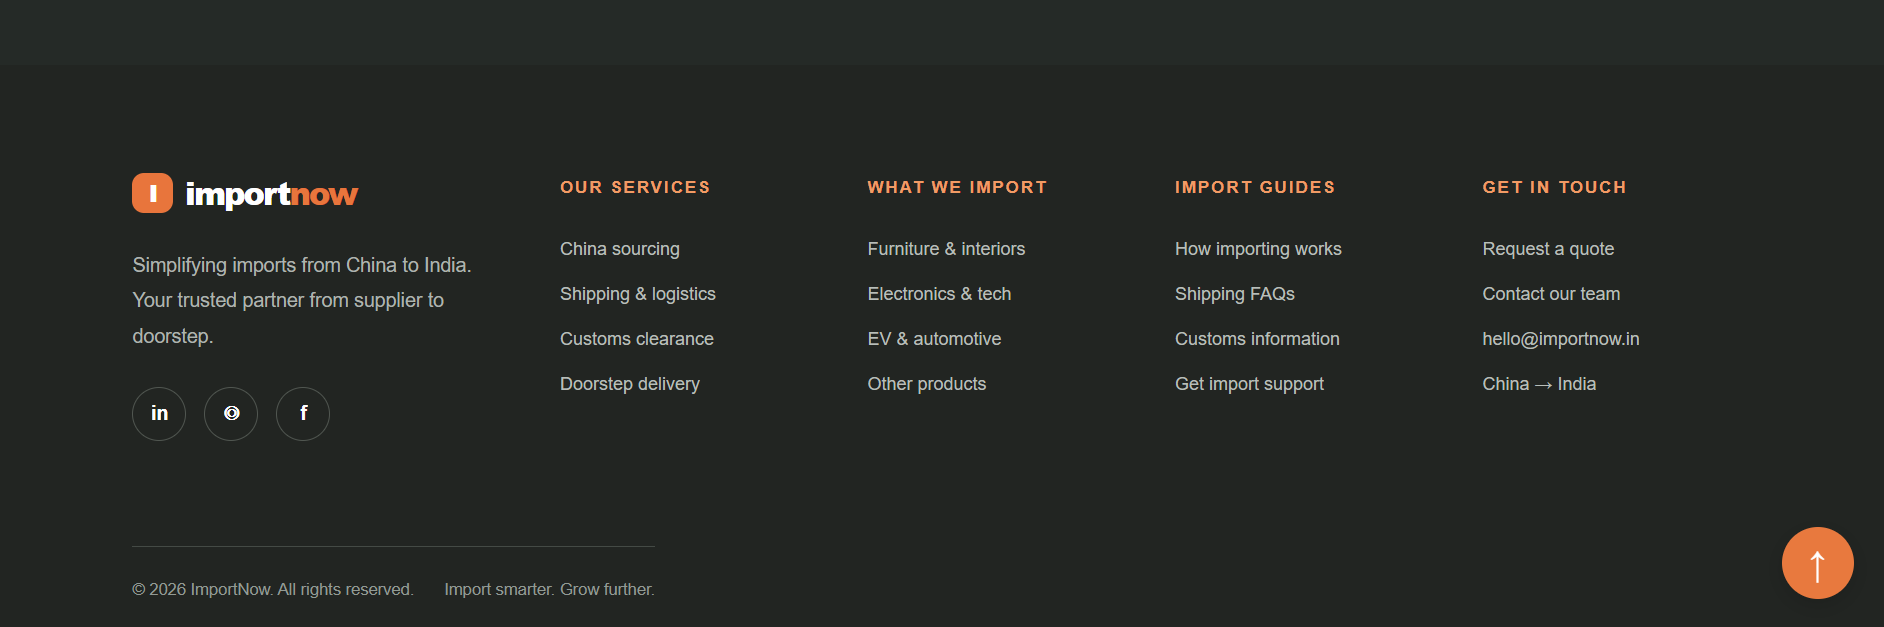 I importnow
Simplifying imports from China to India.
Your trusted partner from supplier to
doorstep.
in f
OUR SERVICES
China sourcing
Shipping & logistics
Customs clearance
Doorstep delivery
WHAT WE IMPORT
Furniture & interiors
Electronics & tech
EV & automotive
Other products
IMPORT GUIDES
How importing works
Shipping FAQs
Customs information
Get import support
GET IN TOUCH
Request a quote
Contact our team
hello@importnow.in
China → India
© 2026 ImportNow. All rights reserved. Import smarter. Grow further.
↑